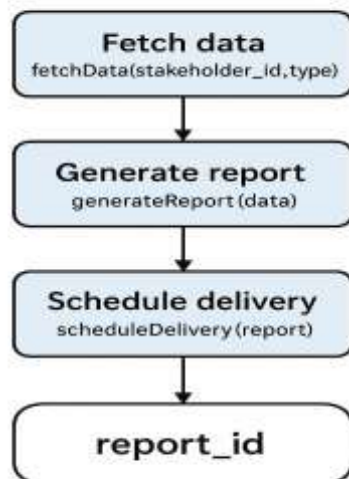 Fetch data
fetchData(stakeholder_id,type)
Generate report
generateReport(data)
Schedule delivery
scheduleDelivery(report)
report_id